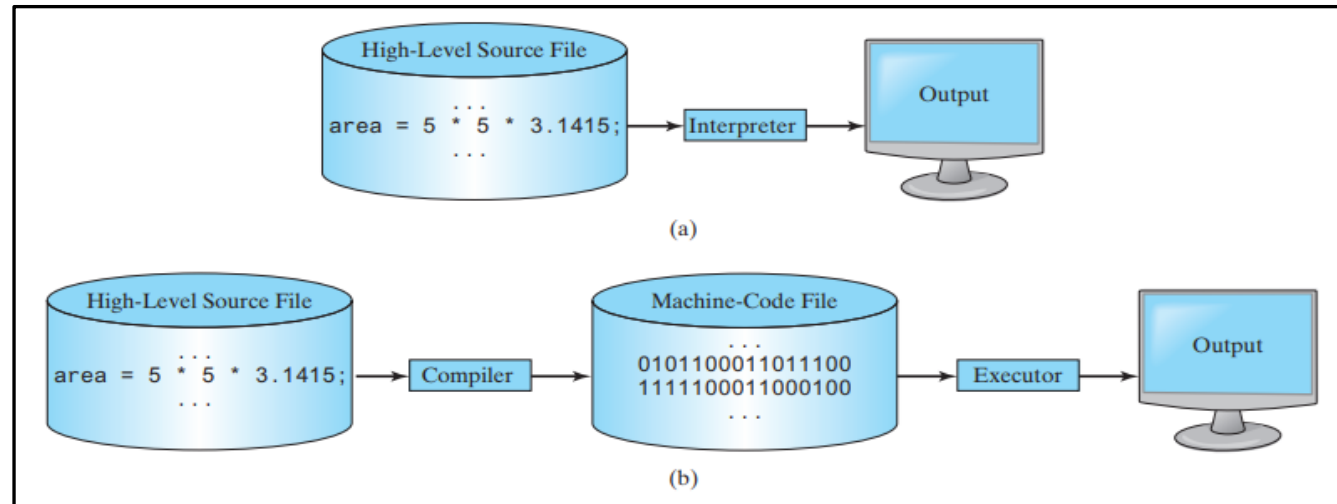 High-Level Source File
...
area = 5 * 5 * 3.1415;
...
Interpreter
Output
(a)
High-Level Source File
...
area = 5 * 5 * 3.1415;
...
Compiler
Machine-Code File
...
0101100011011100
1111100011000100
...
Executor
Output
(b)